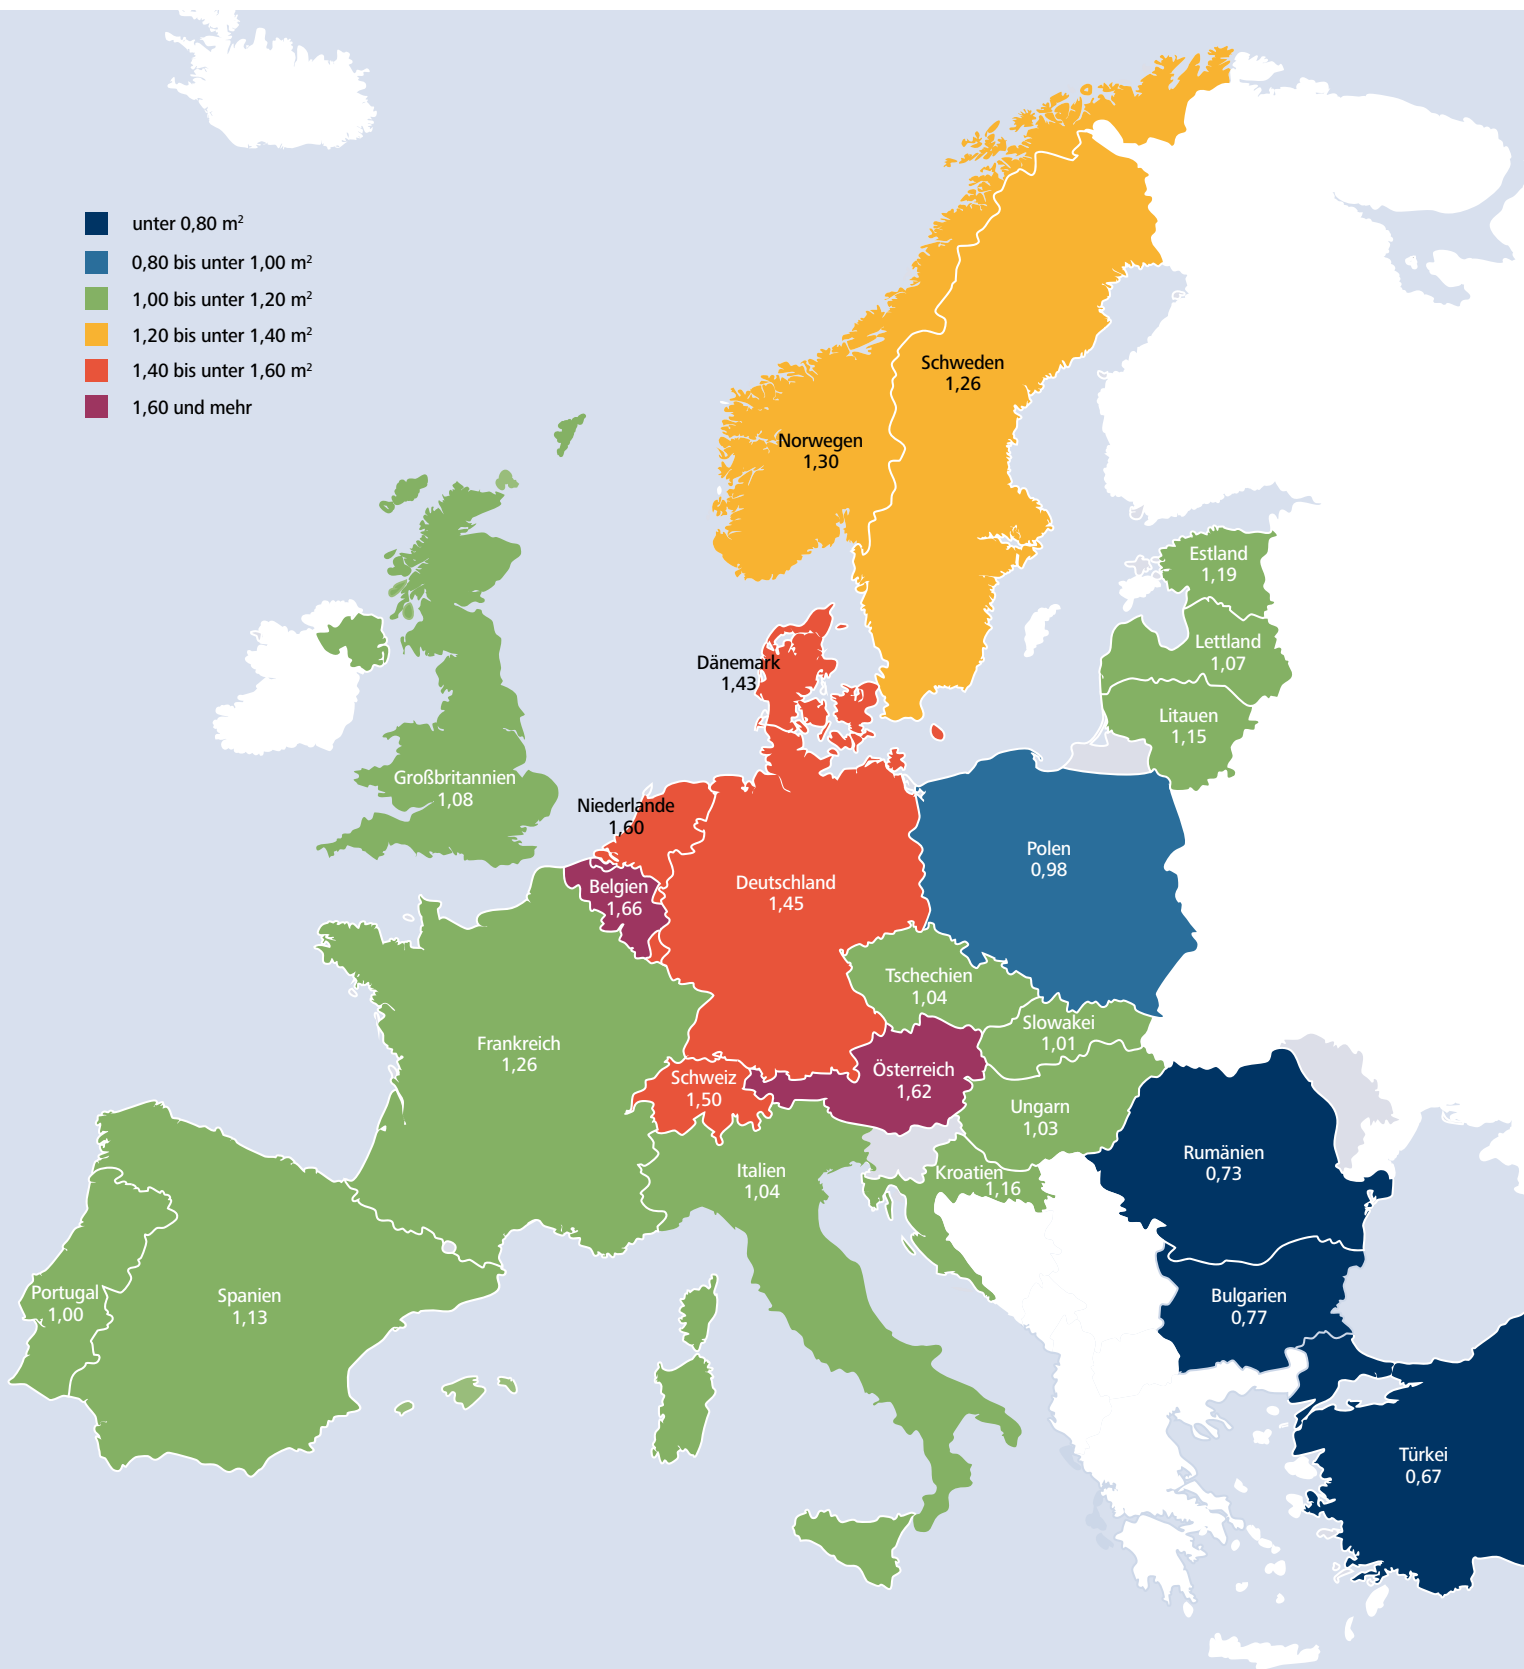 unter 0,80 m²
0,80 bis unter 1,00 m²
1,00 bis unter 1,20 m²
1,20 bis unter 1,40 m²
1,40 bis unter 1,60 m²
1,60 und mehr
Schweden
1,26
Norwegen
1,30
Estland
1,19
Lettland
1,07
Litauen
1,15
Dänemark
1,43
Großbritannien
1,08
Niederlande
1,60
Belgien
1,66
Deutschland
1,45
Polen
0,98
Tschechien
1,04
Slowakei
1,01
Frankreich
1,26
Schweiz
1,50
Österreich
1,62
Ungarn
1,03
Rumänien
0,73
Italien
1,04
Kroatien
1,16
Portugal
1,00
Spanien
1,13
Bulgarien
0,77
Türkei
0,67